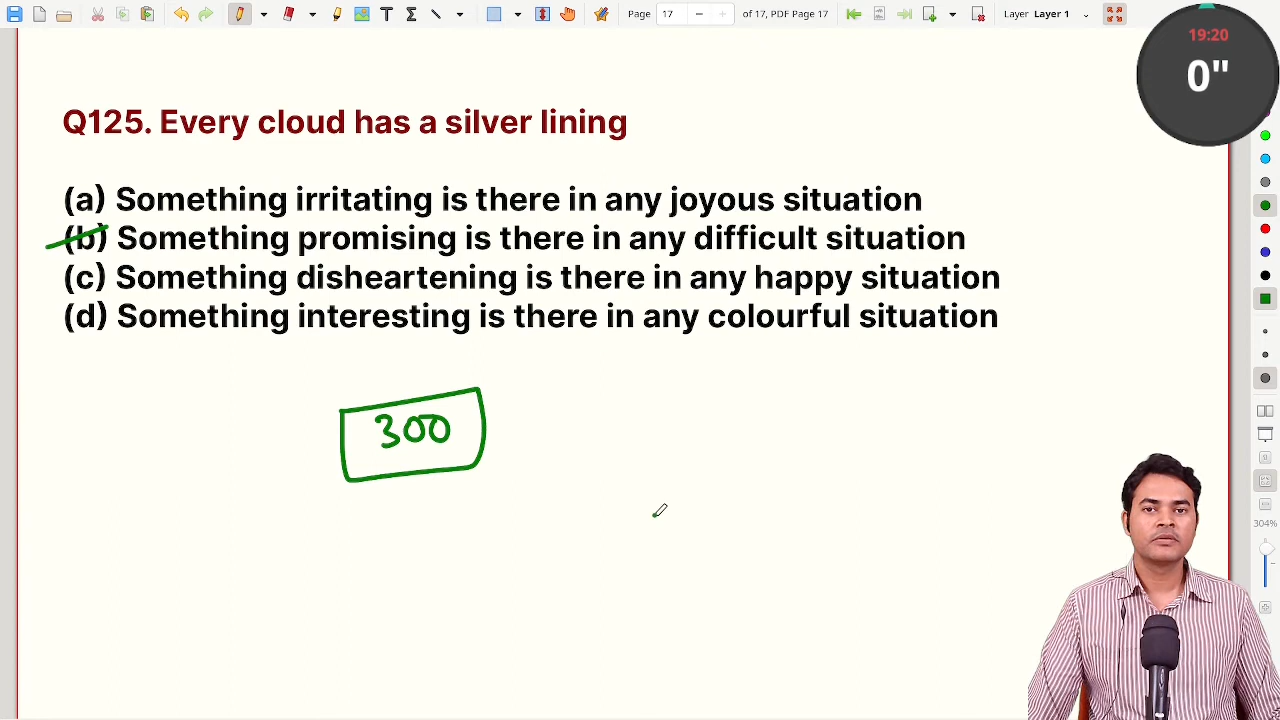 Page 17 of 17, PDF Page 17 Layer Layer 1
19:20
0"
Q125. Every cloud has a silver lining
(a) Something irritating is there in any joyous situation
(b) Something promising is there in any difficult situation
(c) Something disheartening is there in any happy situation
(d) Something interesting is there in any colourful situation
300
304%